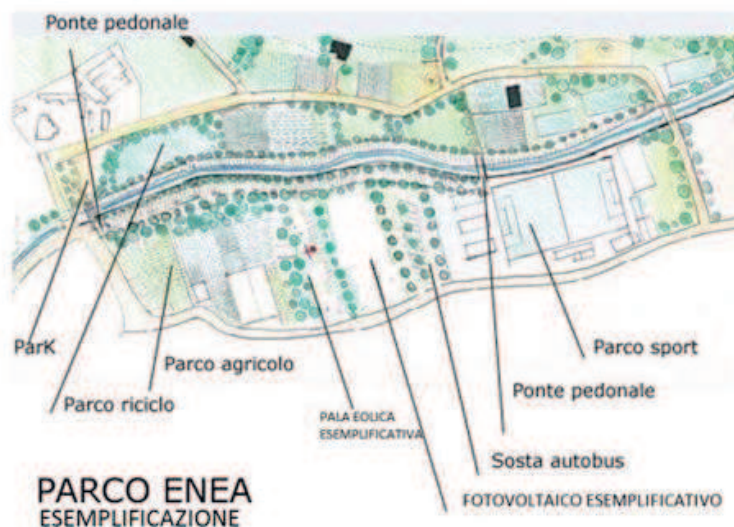 Ponte pedonale
ParK
Parco agricolo
Parco sport
Parco riciclo
Ponte pedonale
PALA EOLICA
ESEMPLIFICATIVA
Sosta autobus
PARCO ENEA
ESEMPLIFICAZIONE
FOTOVOLTAICO ESEMPLIFICATIVO